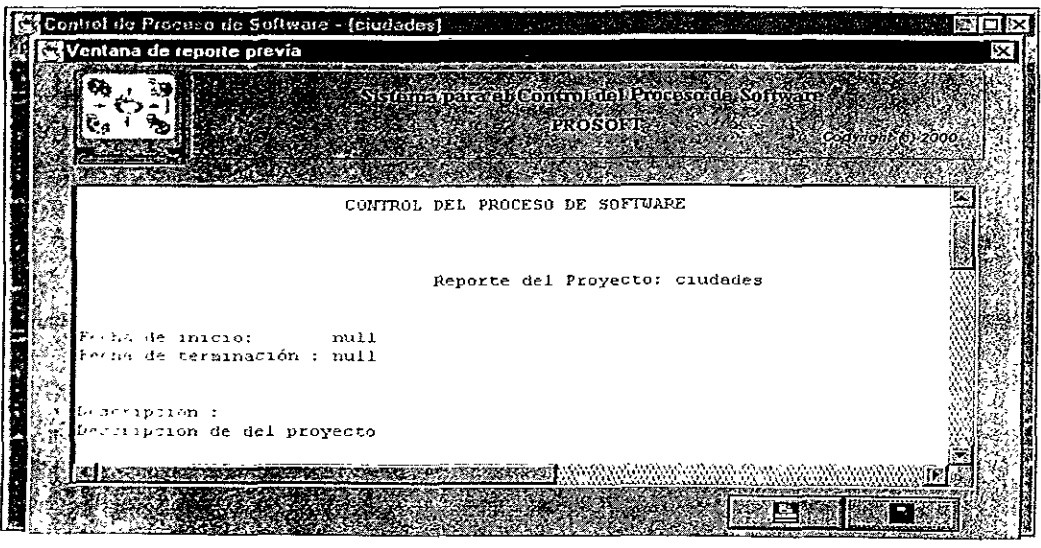 Control de Proceso de Software - [ciudades]
Ventana de reporte previa
Sistema para el Control del Proceso de Software
PROSOFT
Copyright (c) 2000
CONTROL DEL PROCESO DE SOFTWARE
Reporte del Proyecto: ciudades
Fecha de inicio: null
Fecha de terminación : null
Descripcion :
Descripcion de del proyecto